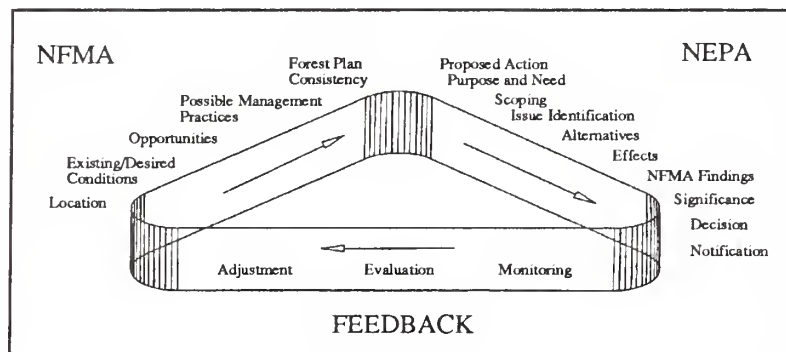 NFMA
NEPA
Forest Plan
Consistency
Possible Management
Practices
Opportunities
Existing/Desired
Conditions
Location
Proposed Action
Purpose and Need
Scoping
Issue Identification
Alternatives
Effects
NFMA Findings
Significance
Decision
Notification
Adjustment Evaluation Monitoring
FEEDBACK